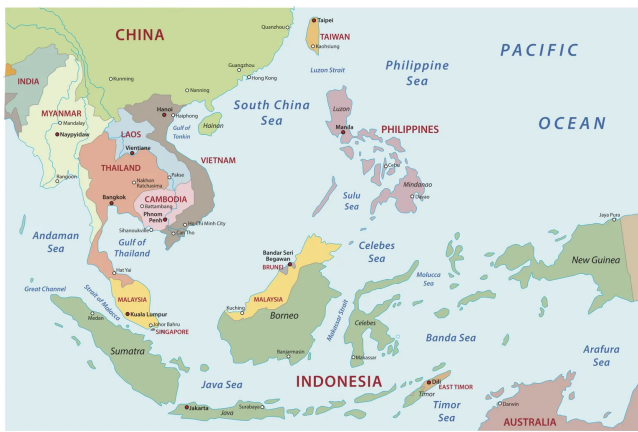 Taipei
CHINA
Quanzhou
TAIWAN
Kaohsiung
PACIFIC
Guangzhou
Philippine
Sea
Luzon Strait
INDIA
Kunming
Hong Kong
Nanning
South China
Sea
Luzon
MYANMAR
Hanoi
Haiphong
Mandalay
Gulf of
Tonkin
Hainan
OCEAN
Naypyidaw
LAOS
Manila
PHILIPPINES
Vientiane
VIETNAM
THAILAND
Cebu
Rangoon
Nakhon
Ratchasima
Pakse
Mindanao
Bangkok
CAMBODIA
Battambang
Sulu
Sea
Davao
Phnom
Penh
Sihanoukville
Ho Chi Minh City
Can Tho
Jaya Pura
Andaman
Sea
Gulf of
Thailand
Celebes
Sea
Bandar Seri
Begawan
BRUNEI
New Guinea
Hat Yai
Molucca
Sea
Great Channel
Strait of Malacca
MALAYSIA
MALAYSIA
Kuching
Borneo
Makassar Strait
Medan
Kuala Lumpur
Johor Bahru
SINGAPORE
Celebes
Banda Sea
Sumatra
Banjarmasin
Makassar
Arafura
Sea
Java Sea
INDONESIA
Dili
EAST TIMOR
Timor
Jakarta
Java
Surabaya
Timor
Sea
Darwin
AUSTRALIA